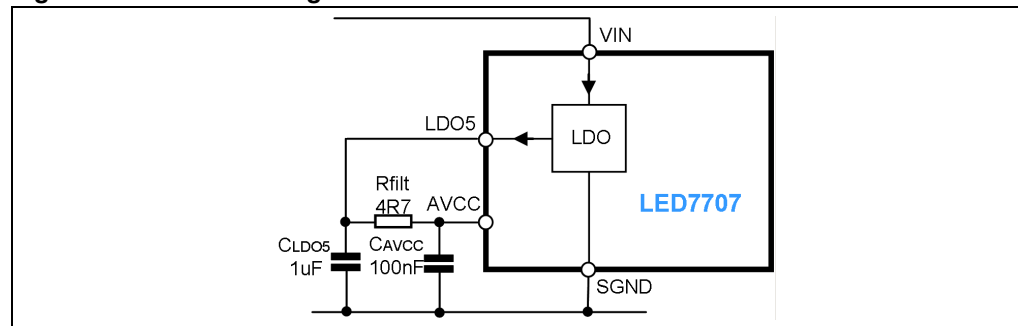 VIN
LDO5
LDO
Rfilt
4R7
AVCC
LED7707
CLDO5
1uF
CAVCC
100nF
SGND